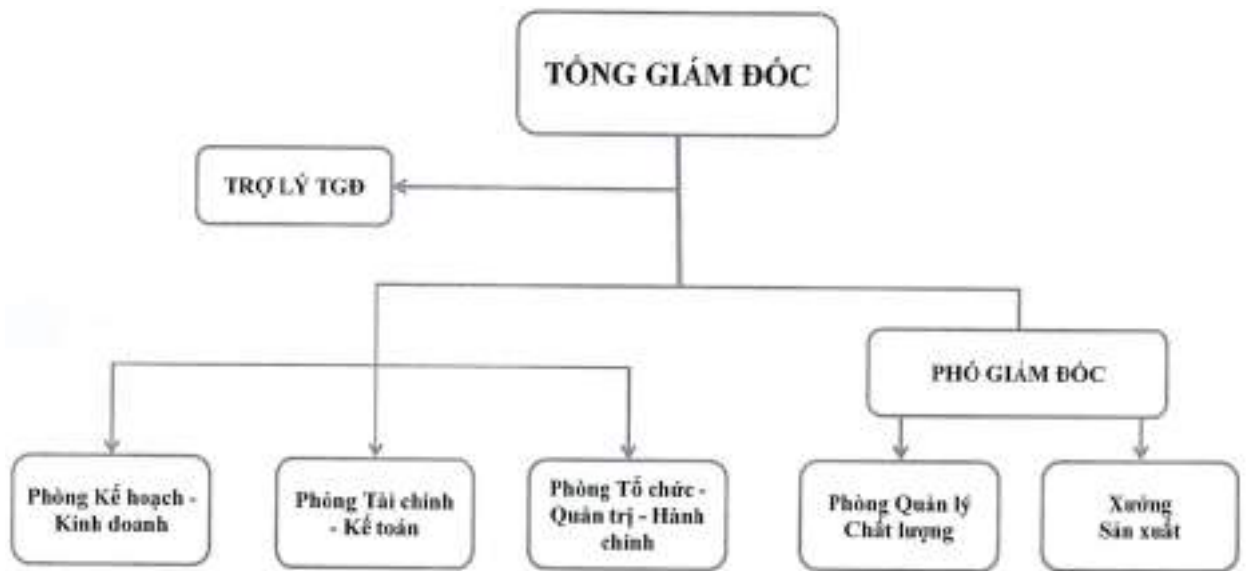 TỔNG GIÁM ĐỐC
TRỢ LÝ TGĐ
PHÓ GIÁM ĐỐC
Phòng Kế hoạch -
Kinh doanh
Phòng Tài chính
- Kế toán
Phòng Tổ chức -
Quản trị - Hành
chính
Phòng Quản lý
Chất lượng
Xưởng
Sản xuất